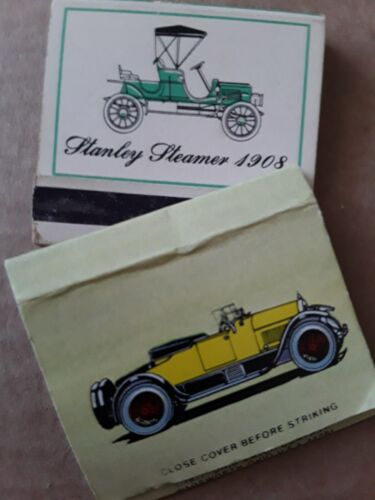 Stanley Steamer 1908
CLOSE COVER BEFORE STRIKING